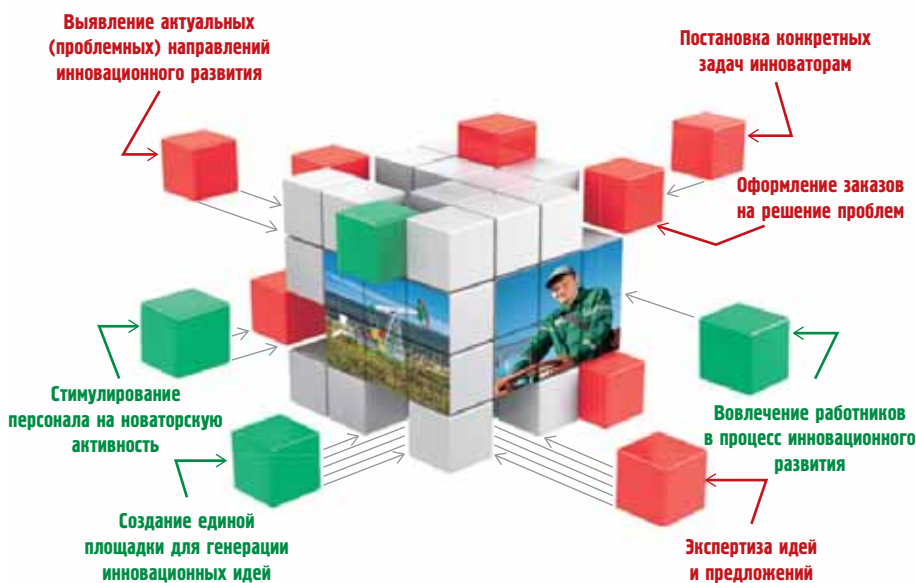 Выявление актуальных
(проблемных) направлений
инновационного развития
Постановка конкретных
задач инноваторам
Оформление заказов
на решение проблем
Стимулирование
персонала на новаторскую
активность
Вовлечение работников
в процесс инновационного
развития
Создание единой
площадки для генерации
инновационных идей
Экспертиза идей
и предложений